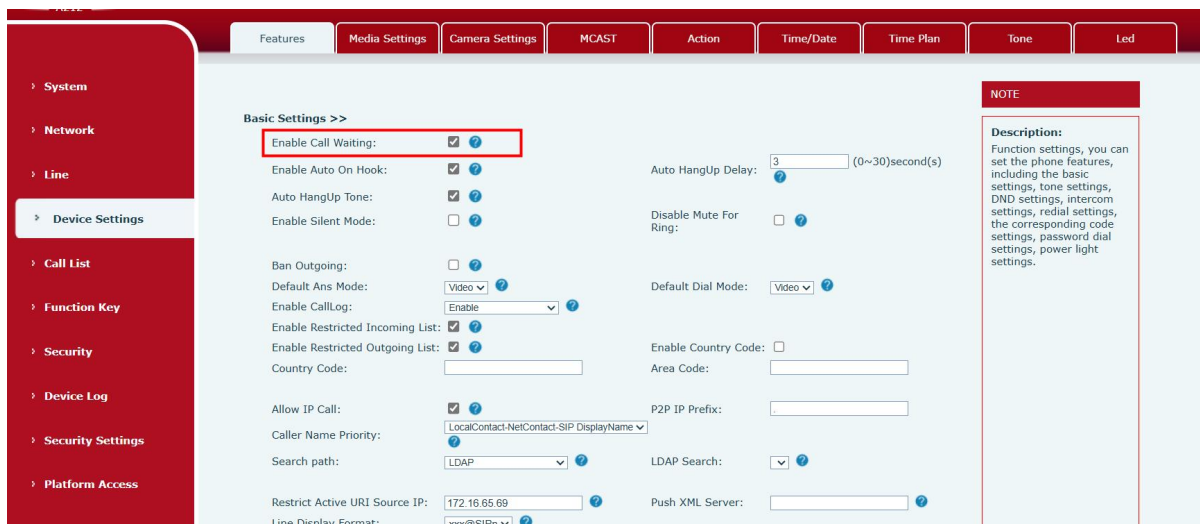 Features Media Settings Camera Settings MCAST Action Time/Date Time Plan Tone Led
System
Network
Line
Device Settings
Call List
Function Key
Security
Device Log
Security Settings
Platform Access
Basic Settings >>
Enable Call Waiting:
Enable Auto On Hook: Auto HangUp Delay: 3 (0~30)second(s)
Auto HangUp Tone:
Enable Silent Mode: Disable Mute For
Ring:
Ban Outgoing:
Default Ans Mode: Video Default Dial Mode: Video
Enable CallLog: Enable
Enable Restricted Incoming List:
Enable Restricted Outgoing List: Enable Country Code:
Country Code: Area Code:
Allow IP Call: P2P IP Prefix: .
Caller Name Priority: LocalContact-NetContact-SIP DisplayName
Search path: LDAP LDAP Search:
Restrict Active URI Source IP: 172.16.65.69 Push XML Server:
Line Display Format: xxx@SIPn
NOTE
Description:
Function settings, you can
set the phone features,
including the basic
settings, tone settings,
DND settings, intercom
settings, redial settings,
the corresponding code
settings, password dial
settings, power light
settings.